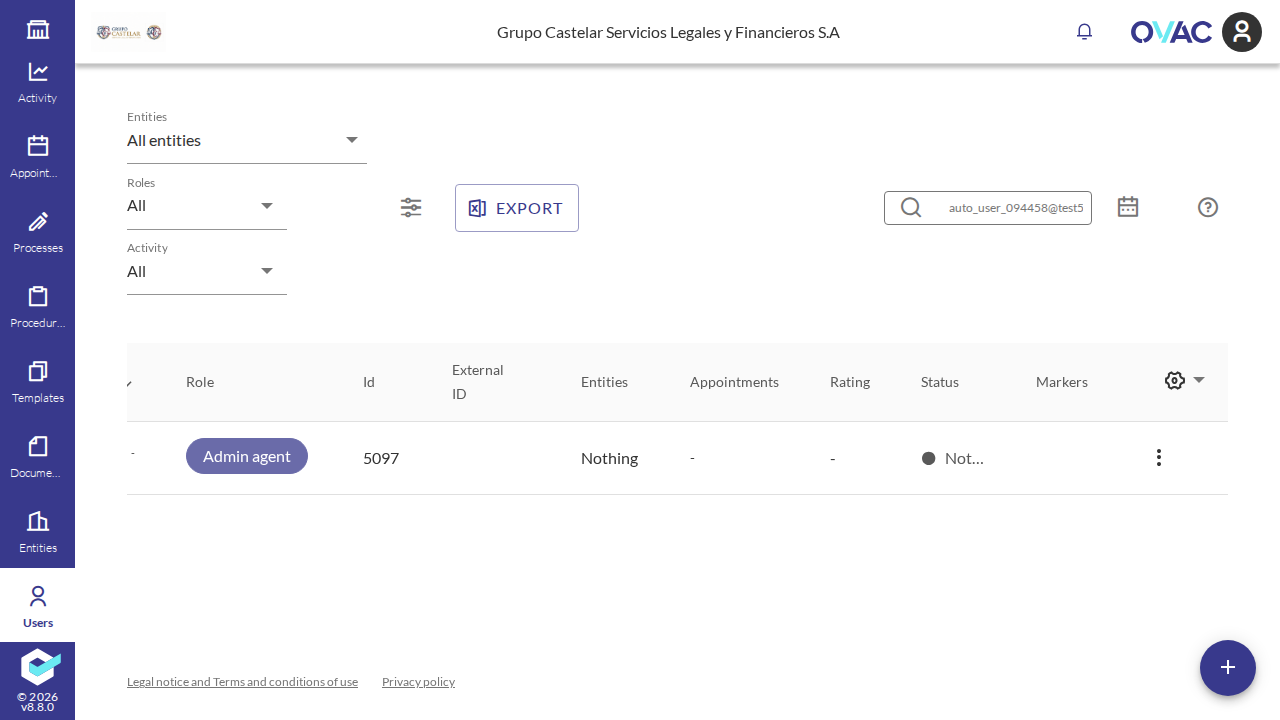 GRUPO
CASTELAR
Grupo Castelar Servicios Legales y Financieros S.A
OVAC
Activity
Appoint...
Processes
Procedur...
Templates
Docume...
Entities
Users
© 2026
v8.8.0
Entities
All entities
Roles
All
EXPORT
auto_user_094458@test5
Activity
All
Role
Id
External
ID
Entities
Appointments
Rating
Status
Markers
-
Admin agent
5097
Nothing
-
-
Not...
Legal notice and Terms and conditions of use
Privacy policy